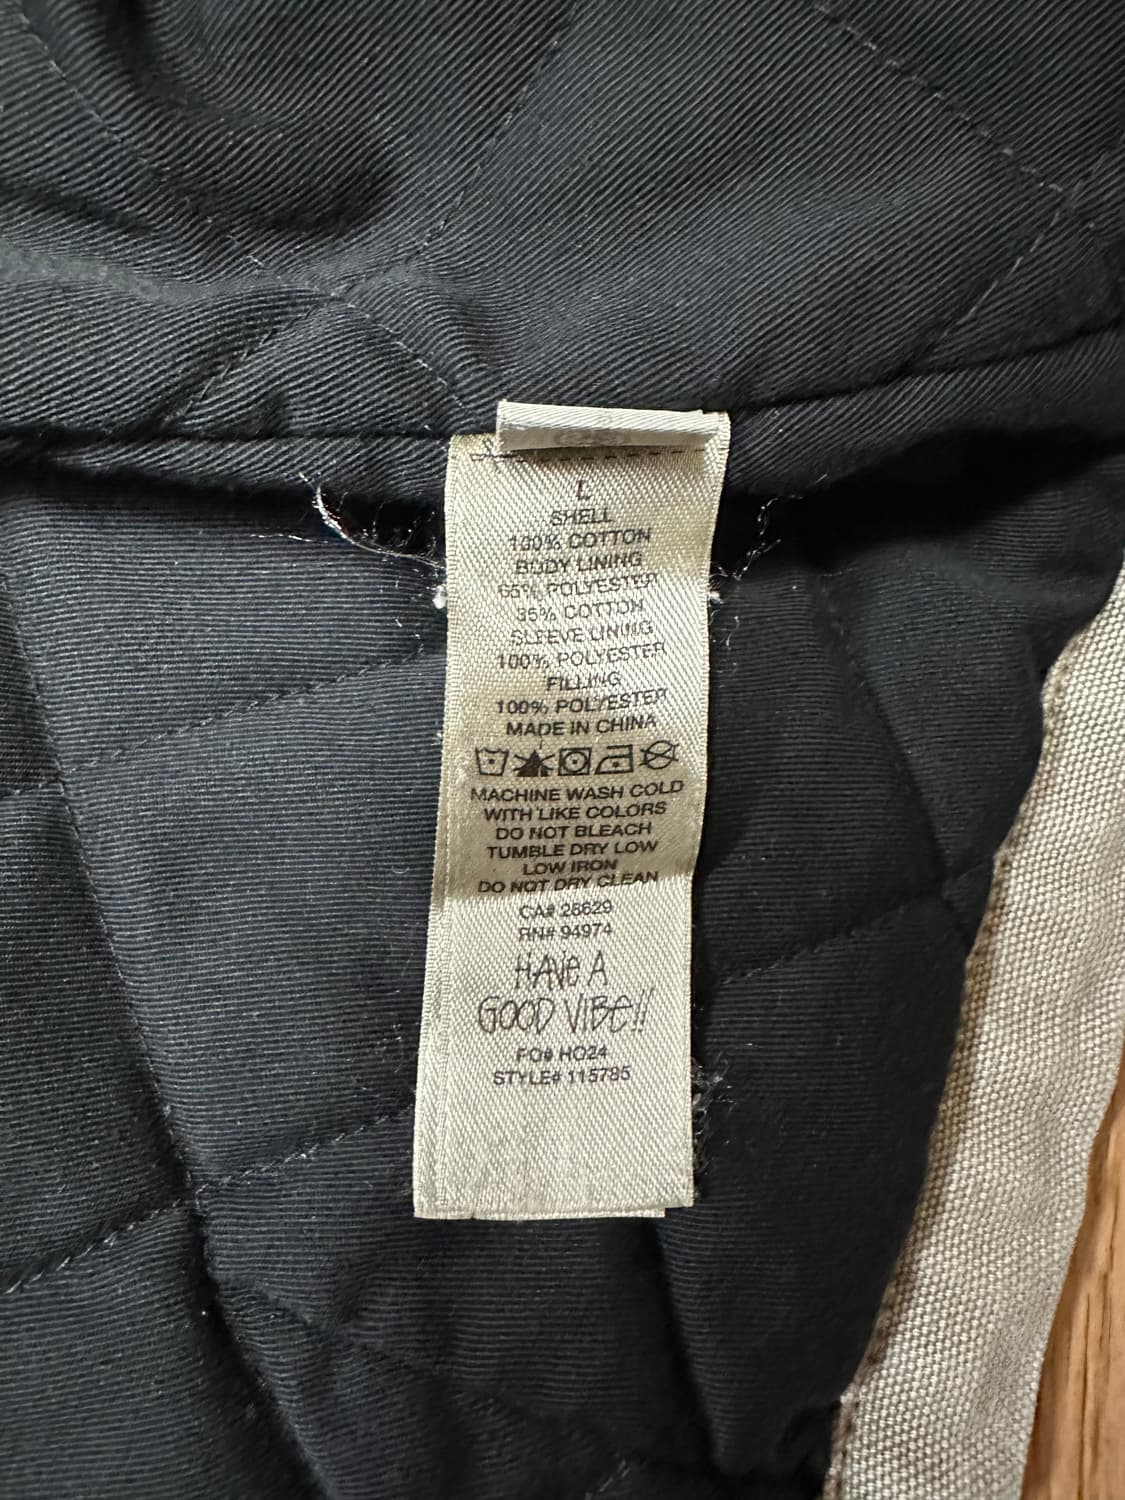 L
SHELL
100% COTTON
BODY LINING
65% POLYESTER
35% COTTON
SLEEVE LINING
100% POLYESTER
FILLING
100% POLYESTER
MADE IN CHINA
MACHINE WASH COLD
WITH LIKE COLORS
DO NOT BLEACH
TUMBLE DRY LOW
LOW IRON
DO NOT DRY CLEAN
CA# 28629
RN# 94974
HAVE A
GOOD VIBE!!
FO# HO24
STYLE# 115795